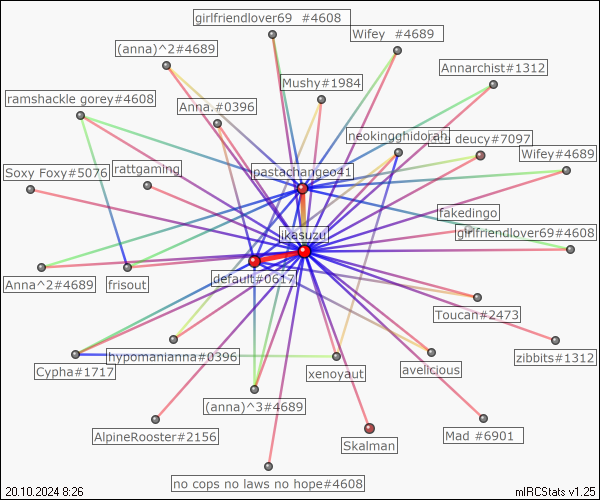 girlfriendlover69 #4608
Wifey #4689
(anna)^2#4689
Annarchist#1312
Mushy#1984
ramshackle gorey#4608
Anna.#0396
neokingghidorah
deucy#7097
Wifey#4689
Soxy Foxy#5076
rattgaming
pastachangeo41
fakedingo
girlfriendlover69#4608
ikasuzu
default#0617
Anna^2#4689
frisout
Toucan#2473
hypomanianna#0396
zibbits#1312
Cypha#1717
xenoyaut
avelicious
(anna)^3#4689
AlpineRooster#2156
Skalman
Mad #6901
no cops no laws no hope#4608
20.10.2024 8:26
mIRCStats v1.25